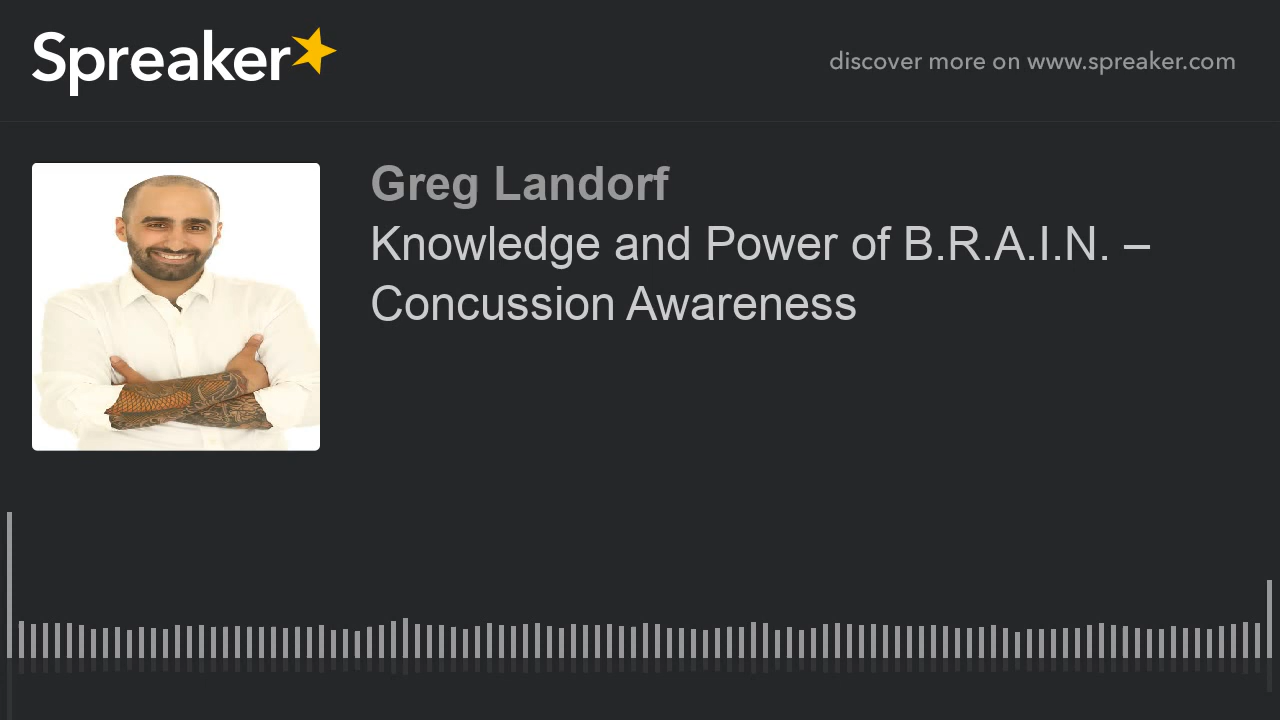 Spreaker
discover more on www.spreaker.com
Greg Landorf
Knowledge and Power of B.R.A.I.N. –
Concussion Awareness